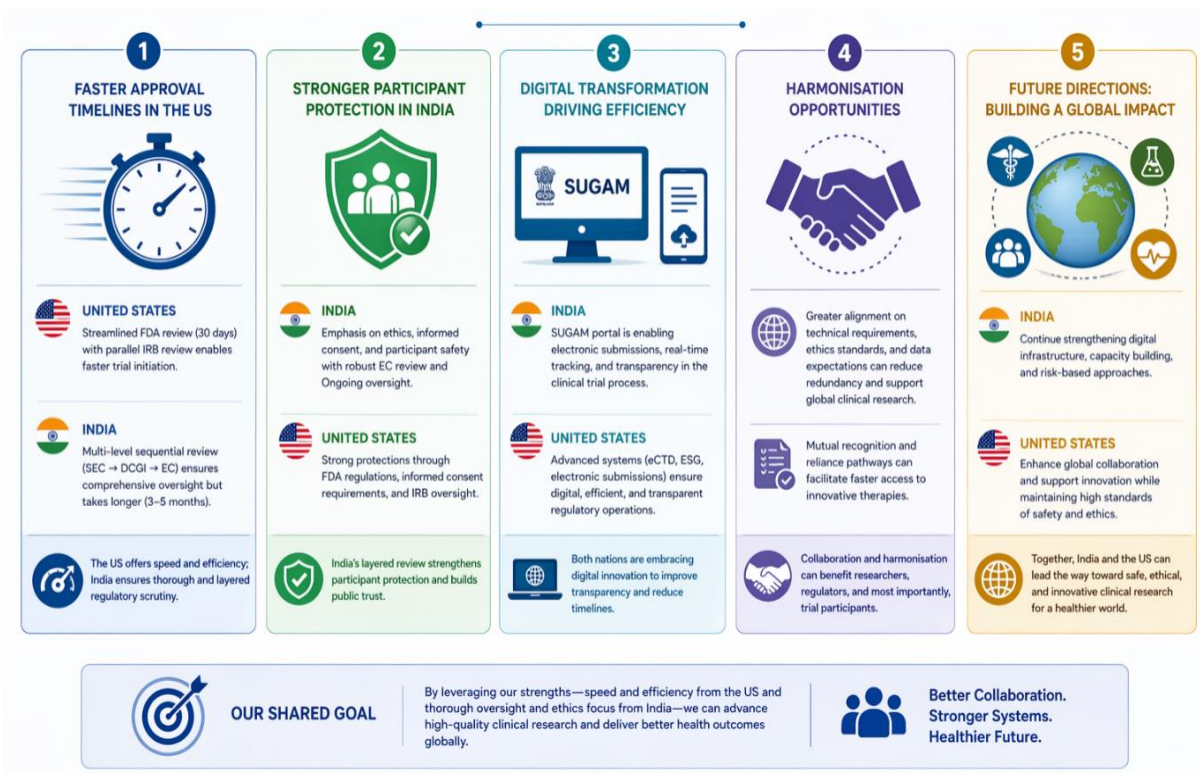 1
FASTER APPROVAL
TIMELINES IN THE US
UNITED STATES
Streamlined FDA review (30 days)
with parallel IRB review enables
faster trial initiation.
INDIA
Multi-level sequential review
(SEC → DCGI → EC) ensures
comprehensive oversight but
takes longer (3–5 months).
The US offers speed and efficiency;
India ensures thorough and layered
regulatory scrutiny.
2
STRONGER PARTICIPANT
PROTECTION IN INDIA
INDIA
Emphasis on ethics, informed
consent, and participant safety
with robust EC review and
Ongoing oversight.
UNITED STATES
Strong protections through
FDA regulations, informed consent
requirements, and IRB oversight.
India's layered review strengthens
participant protection and builds
public trust.
3
DIGITAL TRANSFORMATION
DRIVING EFFICIENCY
SUGAM
INDIA
SUGAM portal is enabling
electronic submissions, real-time
tracking, and transparency in the
clinical trial process.
UNITED STATES
Advanced systems (eCTD, ESG,
electronic submissions) ensure
digital, efficient, and transparent
regulatory operations.
Both nations are embracing
digital innovation to improve
transparency and reduce
timelines.
4
HARMONISATION
OPPORTUNITIES
Greater alignment on
technical requirements,
ethics standards, and data
expectations can reduce
redundancy and support
global clinical research.
Mutual recognition and
reliance pathways can
facilitate faster access to
innovative therapies.
Collaboration and harmonisation
can benefit researchers,
regulators, and most importantly,
trial participants.
5
FUTURE DIRECTIONS:
BUILDING A GLOBAL IMPACT
INDIA
Continue strengthening digital
infrastructure, capacity building,
and risk-based approaches.
UNITED STATES
Enhance global collaboration
and support innovation while
maintaining high standards
of safety and ethics.
Together, India and the US can
lead the way toward safe, ethical,
and innovative clinical research
for a healthier world.
OUR SHARED GOAL
By leveraging our strengths—speed and efficiency from the US and
thorough oversight and ethics focus from India—we can advance
high-quality clinical research and deliver better health outcomes
globally.
Better Collaboration.
Stronger Systems.
Healthier Future.